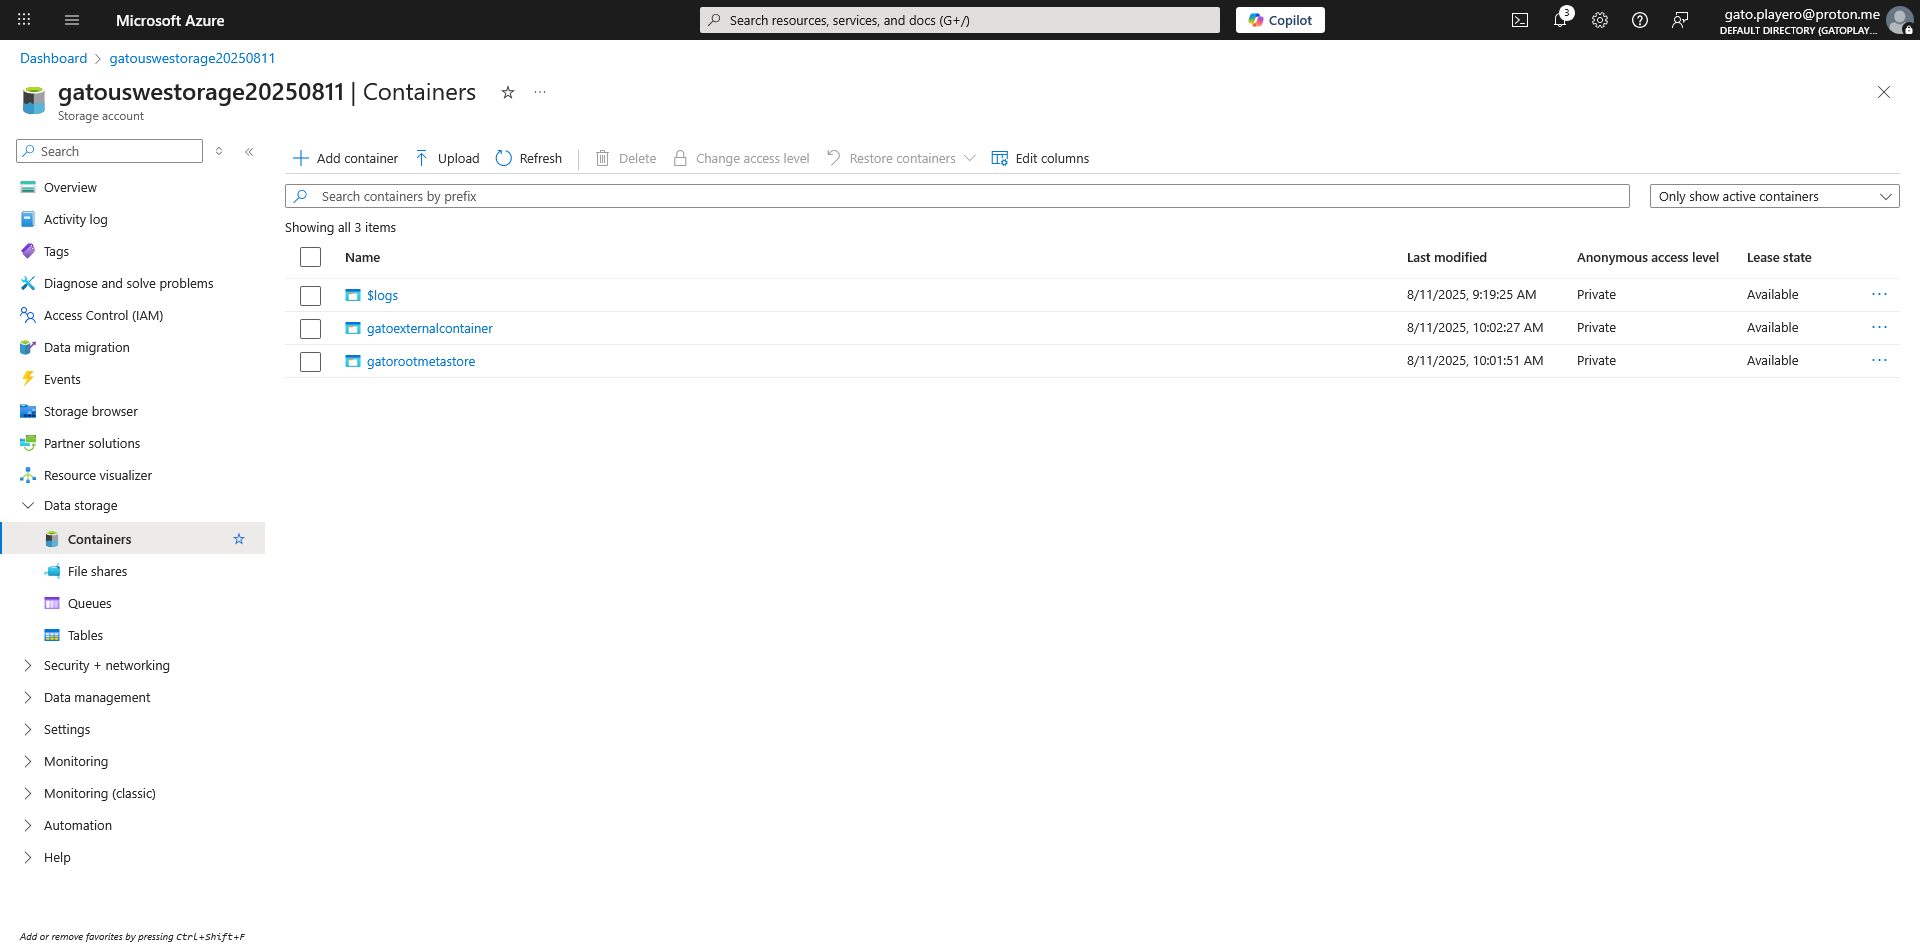 Microsoft Azure
Search resources, services, and docs (G+/)
Copilot
3
gato.playero@proton.me
DEFAULT DIRECTORY (GATOPLAY...
Dashboard > gatouswestorage20250811
gatouswestorage20250811 | Containers
Storage account
Search
Overview
Activity log
Tags
Diagnose and solve problems
Access Control (IAM)
Data migration
Events
Storage browser
Partner solutions
Resource visualizer
Data storage
Containers
File shares
Queues
Tables
Security + networking
Data management
Settings
Monitoring
Monitoring (classic)
Automation
Help
Add or remove favorites by pressing Ctrl+Shift+F
Add container Upload Refresh Delete Change access level Restore containers Edit columns
Search containers by prefix
Only show active containers
Showing all 3 items
Name Last modified Anonymous access level Lease state
$logs 8/11/2025, 9:19:25 AM Private Available
gatoexternalcontainer 8/11/2025, 10:02:27 AM Private Available
gatorootmetastore 8/11/2025, 10:01:51 AM Private Available